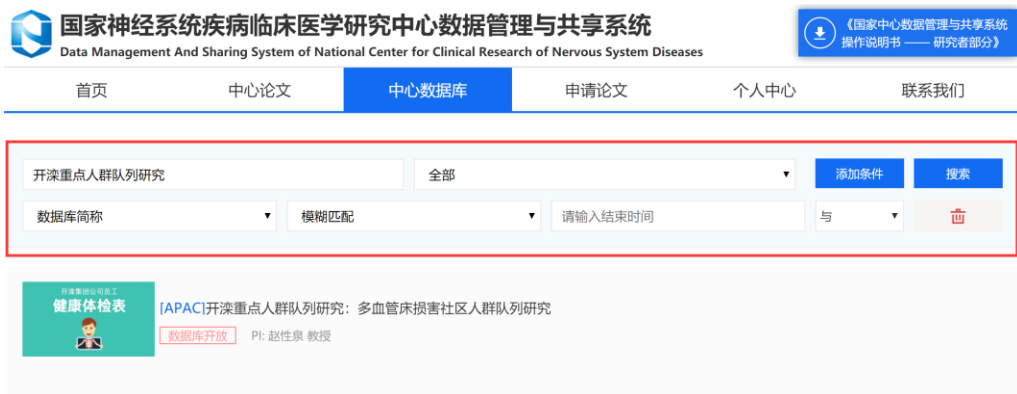 国家神经系统疾病临床医学研究中心数据管理与共享系统
Data Management And Sharing System of National Center for Clinical Research of Nervous System Diseases
《国家中心数据管理与共享系统
操作说明书 —— 研究者部分》
首页 中心论文 中心数据库 申请论文 个人中心 联系我们
开滦重点人群队列研究 全部 添加条件 搜索
数据库简称 模糊匹配 请输入结束时间 与
开滦集团公司员工
健康体检表
[APAC]开滦重点人群队列研究：多血管床损害社区人群队列研究
数据库开放 PI: 赵性泉 教授